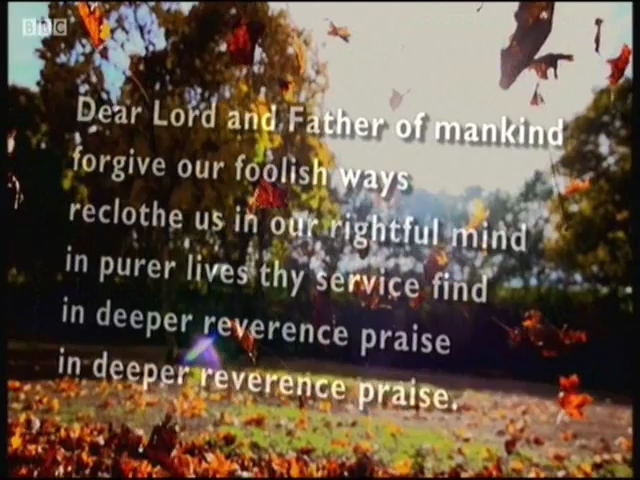 BBC
Dear Lord and Father of mankind
forgive our foolish ways
reclothe us in our rightful mind
in purer lives thy service find
in deeper reverence praise
in deeper reverence praise.